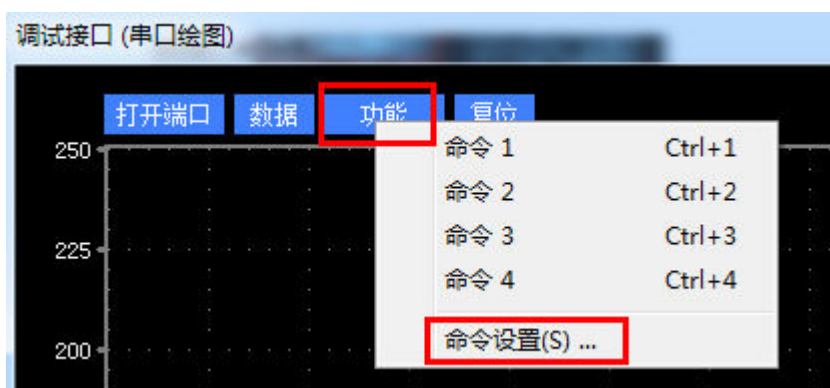 调试接口 (串口绘图)
打开端口 数据 功能 复位
250
命令 1 Ctrl+1
命令 2 Ctrl+2
225
命令 3 Ctrl+3
命令 4 Ctrl+4
200
命令设置(S) ...